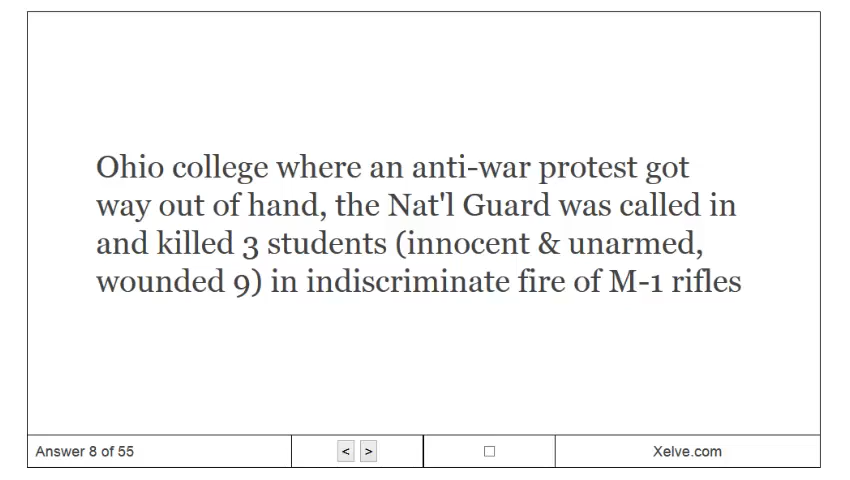 Ohio college where an anti-war protest got
way out of hand, the Nat'l Guard was called in
and killed 3 students (innocent & unarmed,
wounded 9) in indiscriminate fire of M-1 rifles
Answer 8 of 55 < > Xelve.com